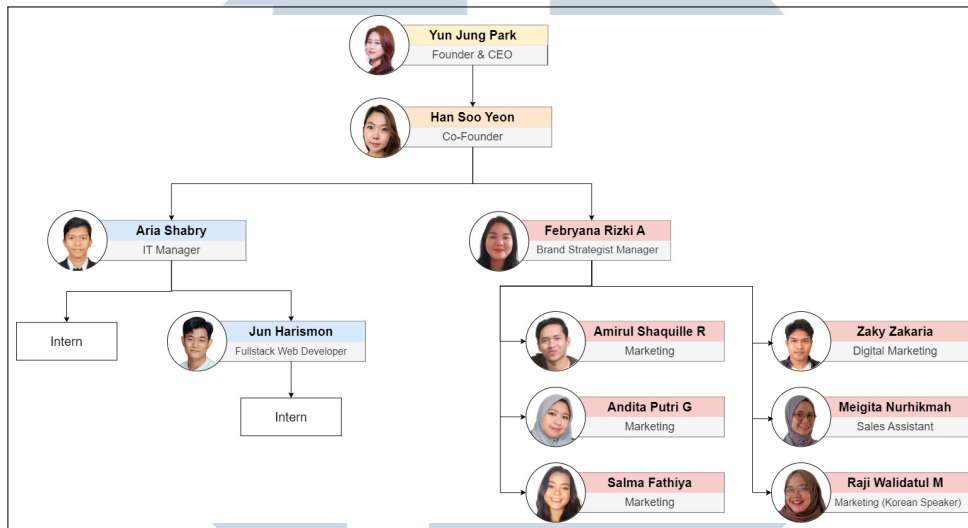 Yun Jung Park
Founder & CEO
Han Soo Yeon
Co-Founder
Aria Shabry
IT Manager
Febryana Rizki A
Brand Strategist Manager
Intern
Jun Harismon
Fullstack Web Developer
Intern
Amirul Shaquille R
Marketing
Zaky Zakaria
Digital Marketing
Andita Putri G
Marketing
Meigita Nurhikmah
Sales Assistant
Salma Fathiya
Marketing
Raji Walidatul M
Marketing (Korean Speaker)